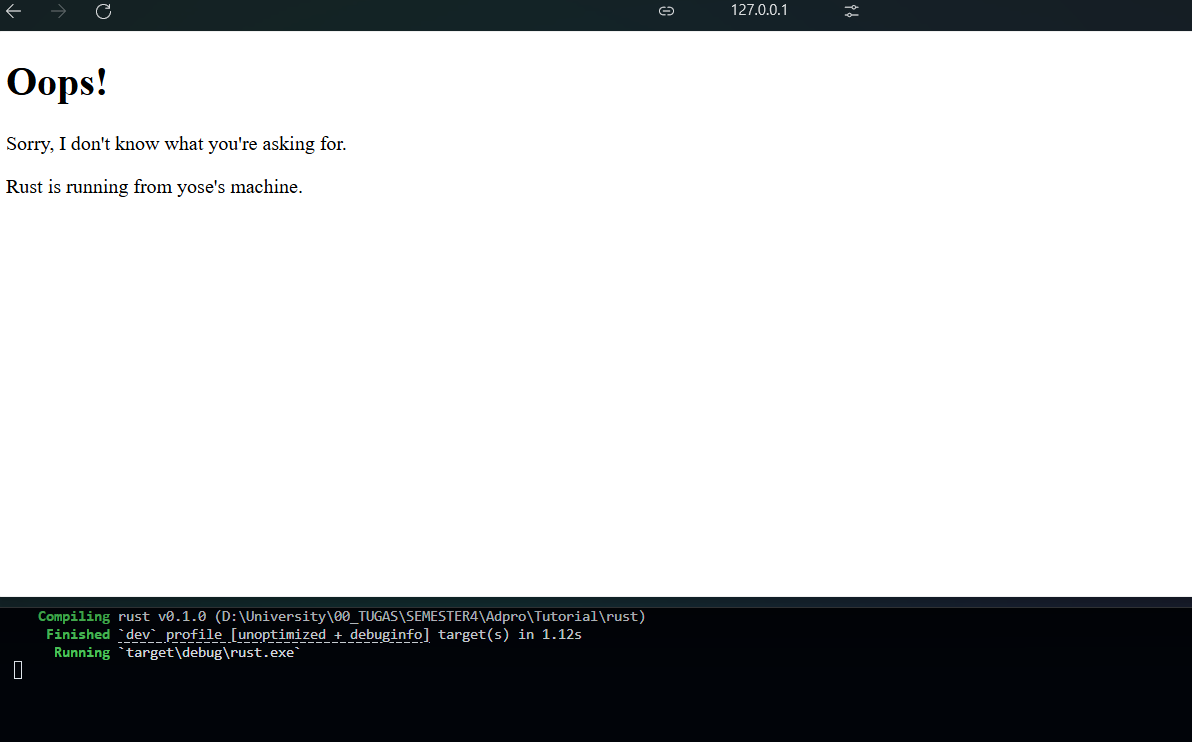 127.0.0.1
Oops!
Sorry, I don't know what you're asking for.
Rust is running from yose's machine.
Compiling rust v0.1.0 (D:\University\00_TUGAS\SEMESTER4\Adpro\Tutorial\rust)
Finished `dev` profile [unoptimized + debuginfo] target(s) in 1.12s
Running `target\debug\rust.exe`